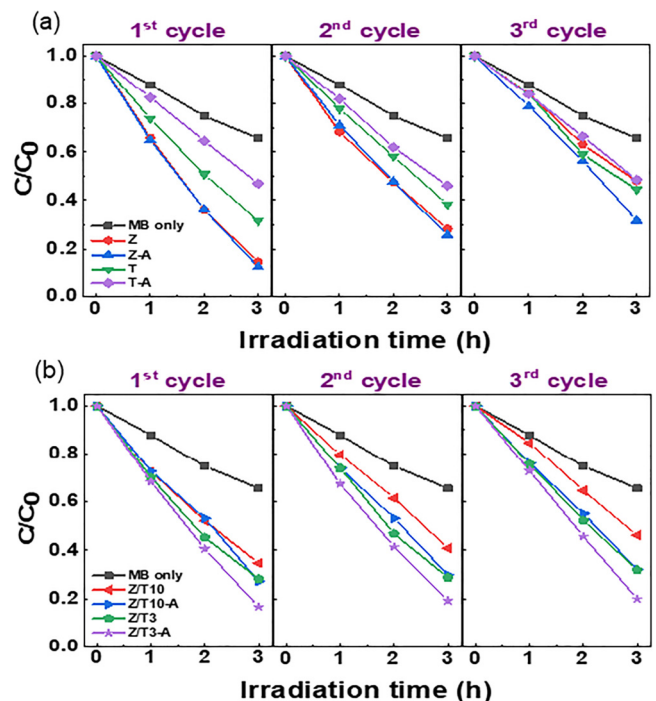 (a)
1st cycle 2nd cycle 3rd cycle
C/C0
1.0
0.8
0.6
0.4
0.2
0.0
MB only
Z
Z-A
T
T-A
0 1 2 3 0 1 2 3 0 1 2 3
Irradiation time (h)
(b)
1st cycle 2nd cycle 3rd cycle
C/C0
1.0
0.8
0.6
0.4
0.2
0.0
MB only
Z/T10
Z/T10-A
Z/T3
Z/T3-A
0 1 2 3 0 1 2 3 0 1 2 3
Irradiation time (h)